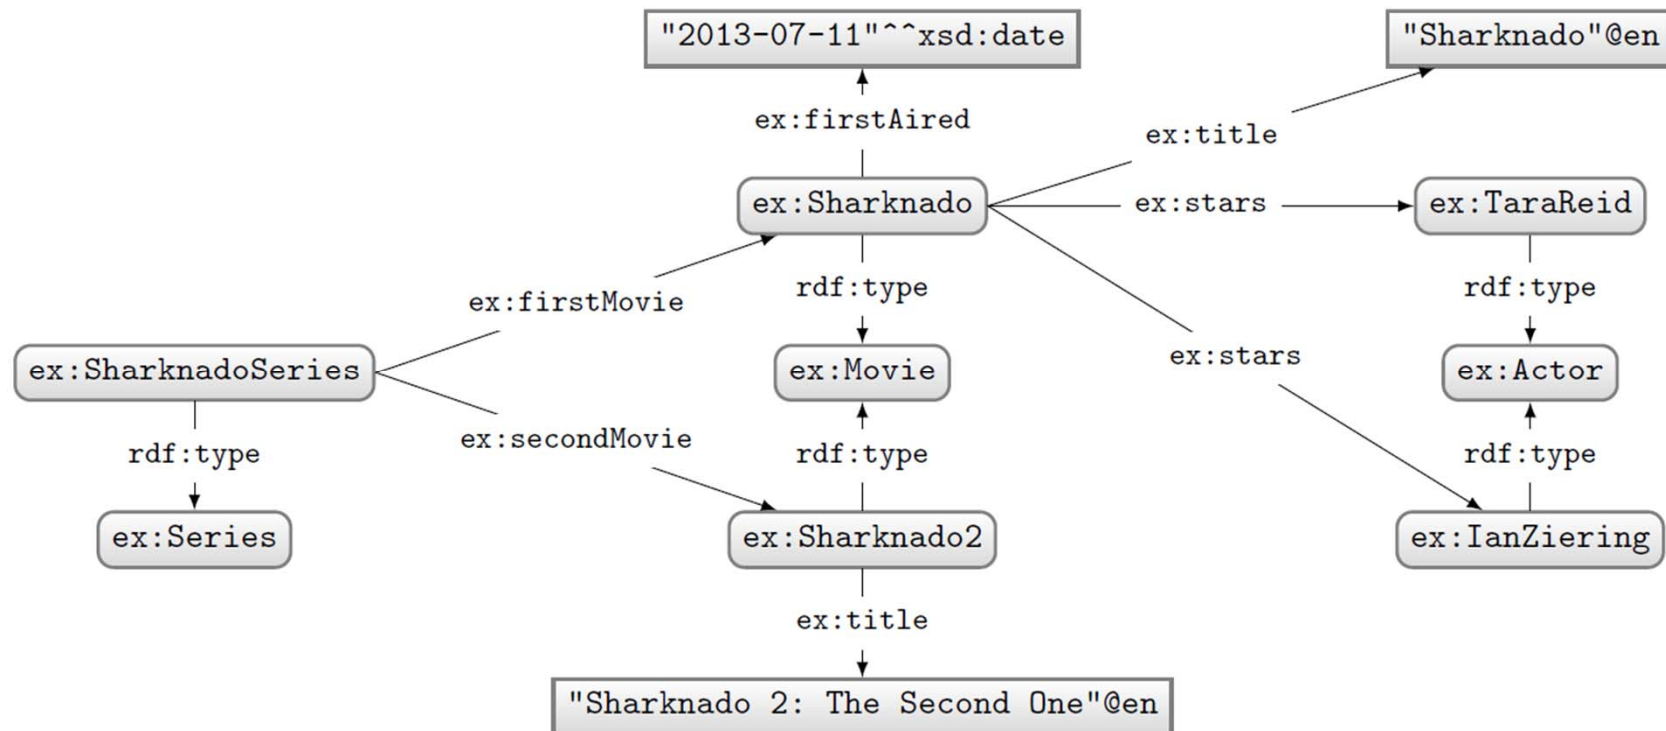 "2013-07-11"^^xsd:date
"Sharknado"@en
ex:firstAired
ex:title
ex:Sharknado
ex:stars
ex:TaraReid
rdf:type
rdf:type
ex:firstMovie
ex:stars
ex:SharknadoSeries
ex:Movie
ex:Actor
ex:secondMovie
rdf:type
rdf:type
rdf:type
ex:Series
ex:Sharknado2
ex:IanZiering
ex:title
"Sharknado 2: The Second One"@en